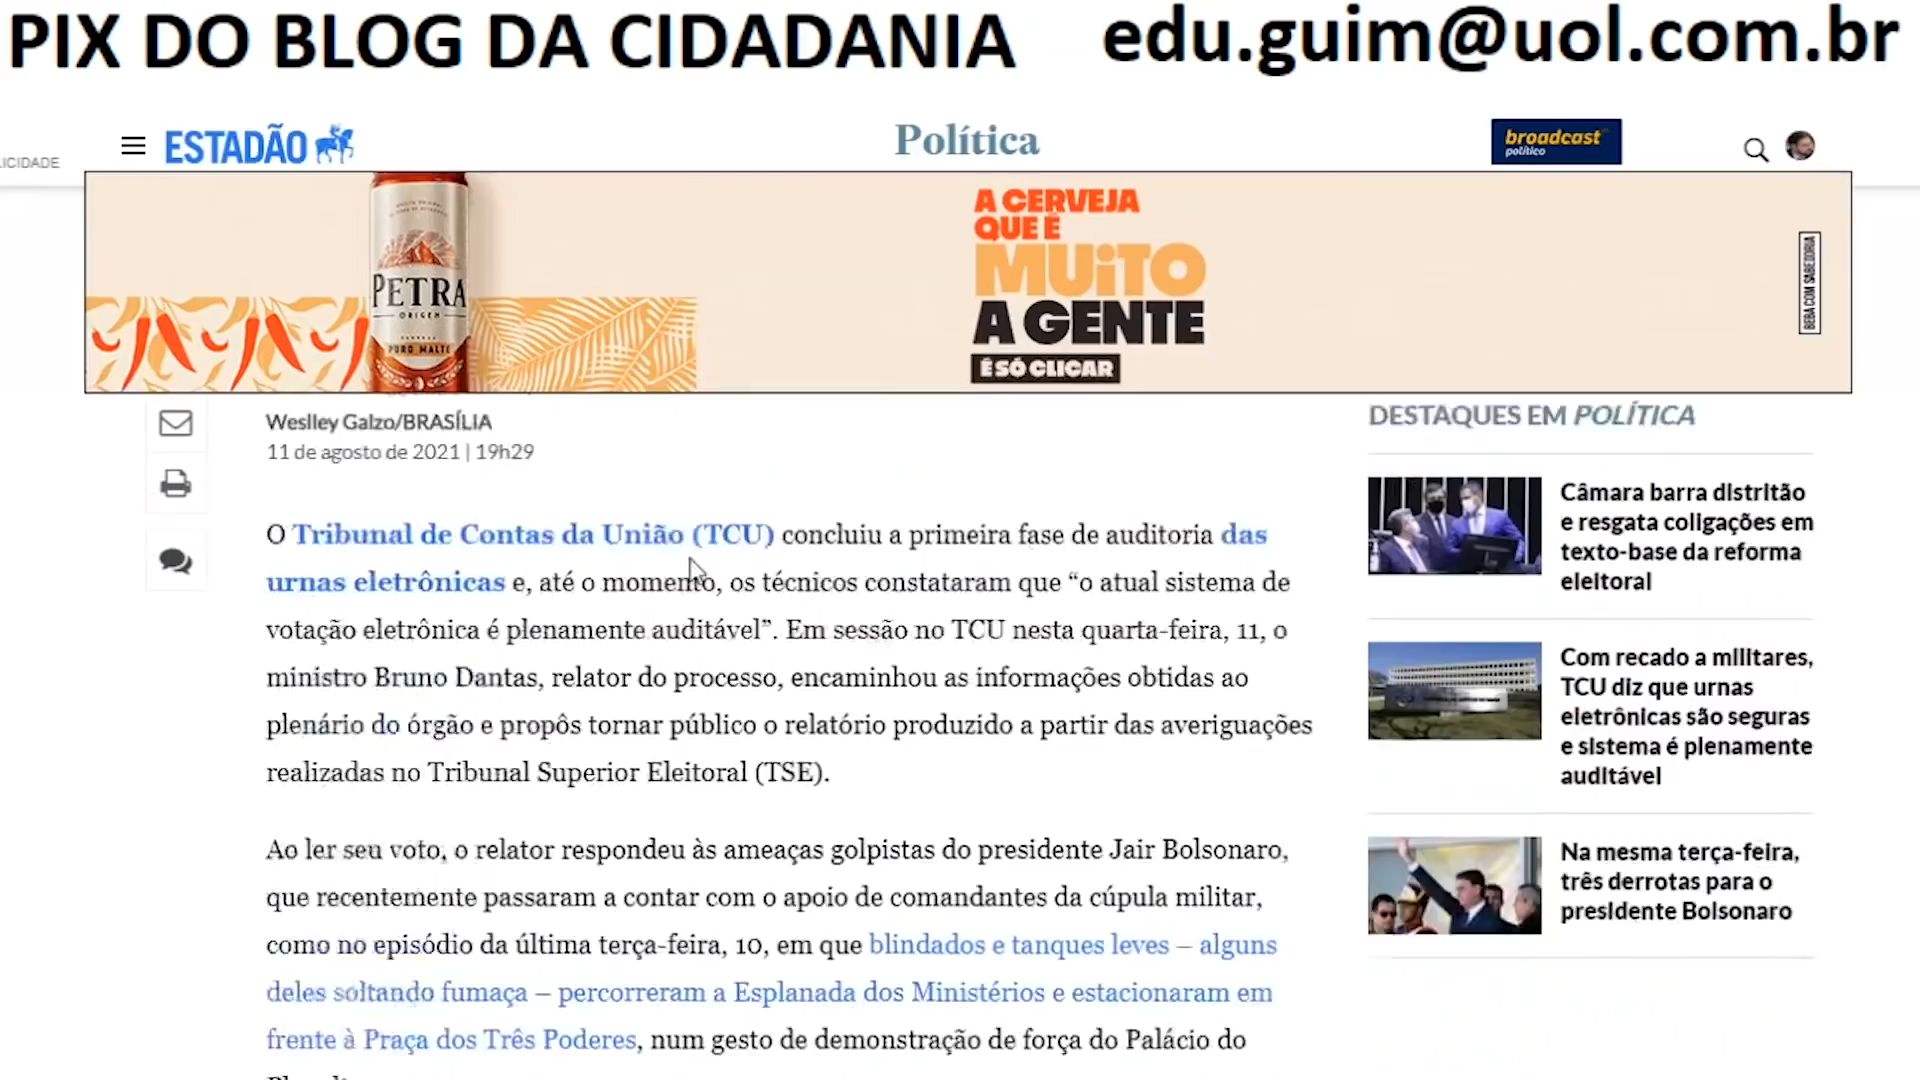 PIX DO BLOG DA CIDADANIA edu.guim@uol.com.br
ICIDADE
ESTADÃO
Política
broadcast
político
PETRA
ORIGEM
PURO MALTE
A CERVEJA
QUE É
MUiTO
A GENTE
É SÓ CLICAR
BEBA COM SABEDORIA
Weslley Galzo/BRASÍLIA
11 de agosto de 2021 | 19h29
O Tribunal de Contas da União (TCU) concluiu a primeira fase de auditoria das
urnas eletrônicas e, até o momento, os técnicos constataram que “o atual sistema de
votação eletrônica é plenamente auditável”. Em sessão no TCU nesta quarta-feira, 11, o
ministro Bruno Dantas, relator do processo, encaminhou as informações obtidas ao
plenário do órgão e propôs tornar público o relatório produzido a partir das averiguações
realizadas no Tribunal Superior Eleitoral (TSE).
Ao ler seu voto, o relator respondeu às ameaças golpistas do presidente Jair Bolsonaro,
que recentemente passaram a contar com o apoio de comandantes da cúpula militar,
como no episódio da última terça-feira, 10, em que blindados e tanques leves – alguns
deles soltando fumaça – percorreram a Esplanada dos Ministérios e estacionaram em
frente à Praça dos Três Poderes, num gesto de demonstração de força do Palácio do
DESTAQUES EM POLÍTICA
Câmara barra distritão
e resgata coligações em
texto-base da reforma
eleitoral
Com recado a militares,
TCU diz que urnas
eletrônicas são seguras
e sistema é plenamente
auditável
Na mesma terça-feira,
três derrotas para o
presidente Bolsonaro